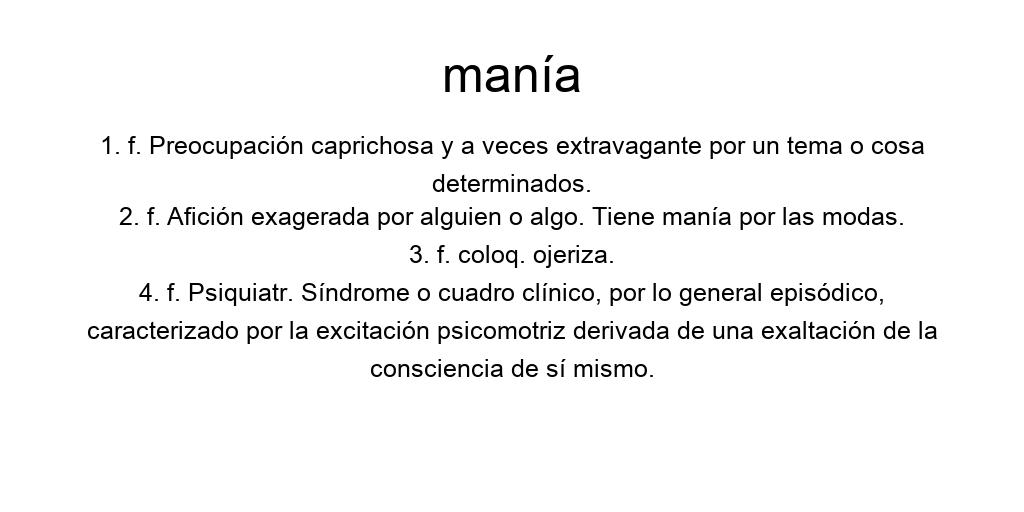 manía
1. f. Preocupación caprichosa y a veces extravagante por un tema o cosa
determinados.
2. f. Afición exagerada por alguien o algo. Tiene manía por las modas.
3. f. coloq. ojeriza.
4. f. Psiquiatr. Síndrome o cuadro clínico, por lo general episódico,
caracterizado por la excitación psicomotriz derivada de una exaltación de la
consciencia de sí mismo.